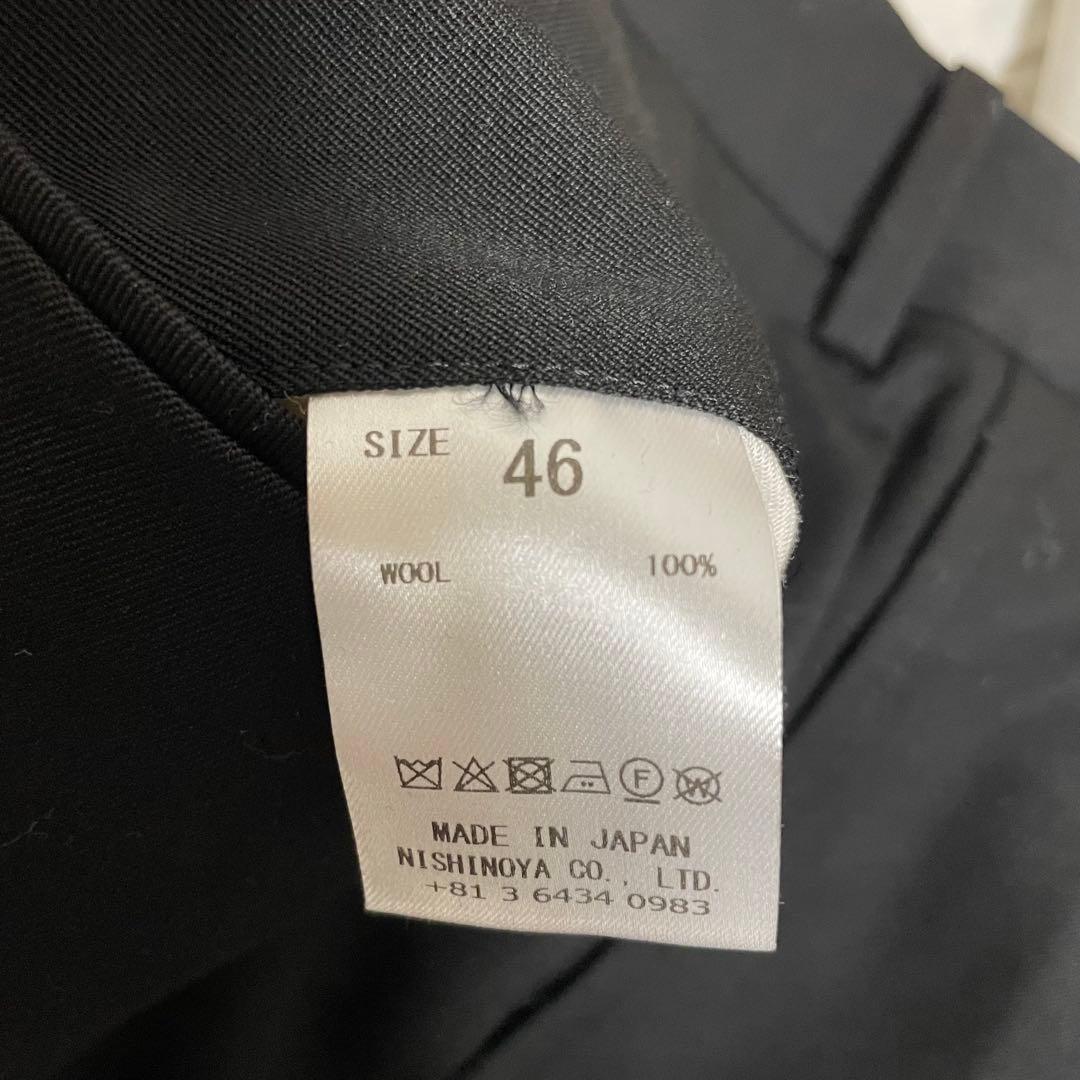 SIZE 46
WOOL 100%
F W
MADE IN JAPAN
NISHINOYA CO., LTD.
+81 3 6434 0983